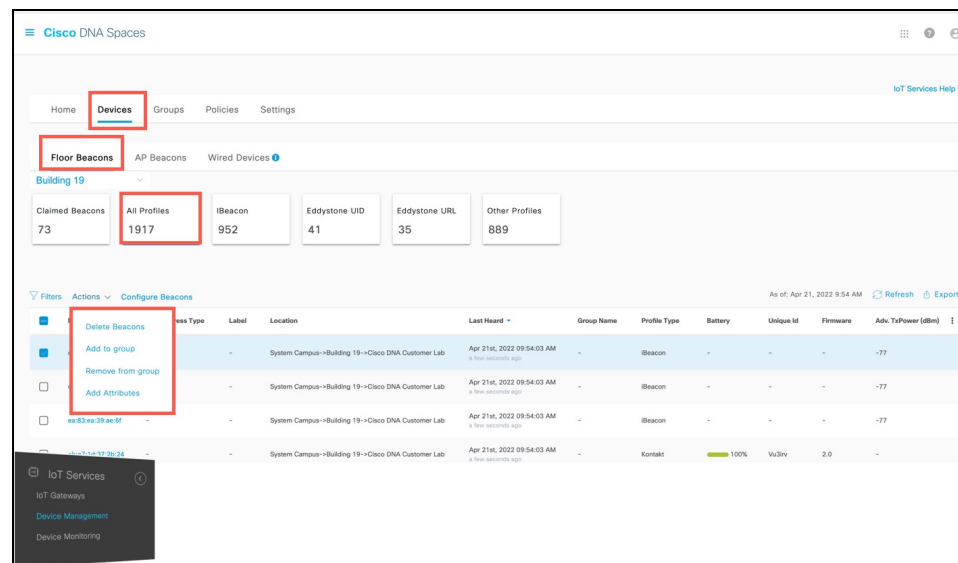 Cisco DNA Spaces
IoT Services Help
Home Devices Groups Policies Settings
Floor Beacons AP Beacons Wired Devices
Building 19
Claimed Beacons All Profiles IBeacon Eddystone UID Eddystone URL Other Profiles
73 1917 952 41 35 889
Filters Actions Configure Beacons As of: Apr 21, 2022 9:54 AM Refresh Export
ess Type Label Location Last Heard Group Name Profile Type Battery Unique Id Firmware Adv. TxPower (dBm)
Delete Beacons
Add to group
Remove from group
Add Attributes
- System Campus->Building 19->Cisco DNA Customer Lab Apr 21st, 2022 09:54:03 AM - iBeacon - - - -77
a few seconds ago
- System Campus->Building 19->Cisco DNA Customer Lab Apr 21st, 2022 09:54:03 AM - iBeacon - - - -77
a few seconds ago
ea:83:ea:39:ae:6f - - System Campus->Building 19->Cisco DNA Customer Lab Apr 21st, 2022 09:54:03 AM - iBeacon - - - -77
a few seconds ago
- System Campus->Building 19->Cisco DNA Customer Lab Apr 21st, 2022 09:54:03 AM - Kontakt 100% Vu3irv 2.0 -
a few seconds ago
IoT Services
IoT Gateways
Device Management
Device Monitoring